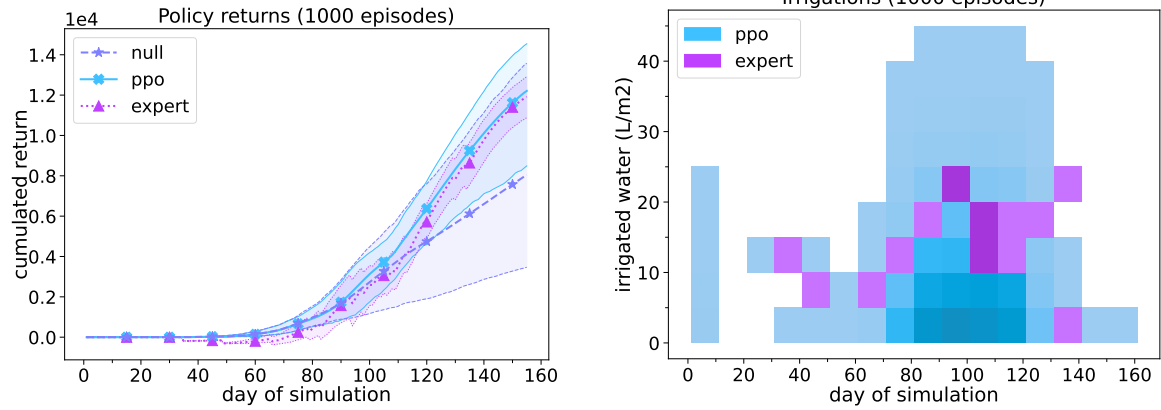 Policy returns (1000 episodes)
1e4
null
ppo
expert
cumulated return
1.4
1.2
1.0
0.8
0.6
0.4
0.2
0.0
0 20 40 60 80 100 120 140 160
day of simulation
Irrigations (1000 episodes)
ppo
expert
irrigated water (L/m2)
40
30
20
10
0
0 20 40 60 80 100 120 140 160
day of simulation